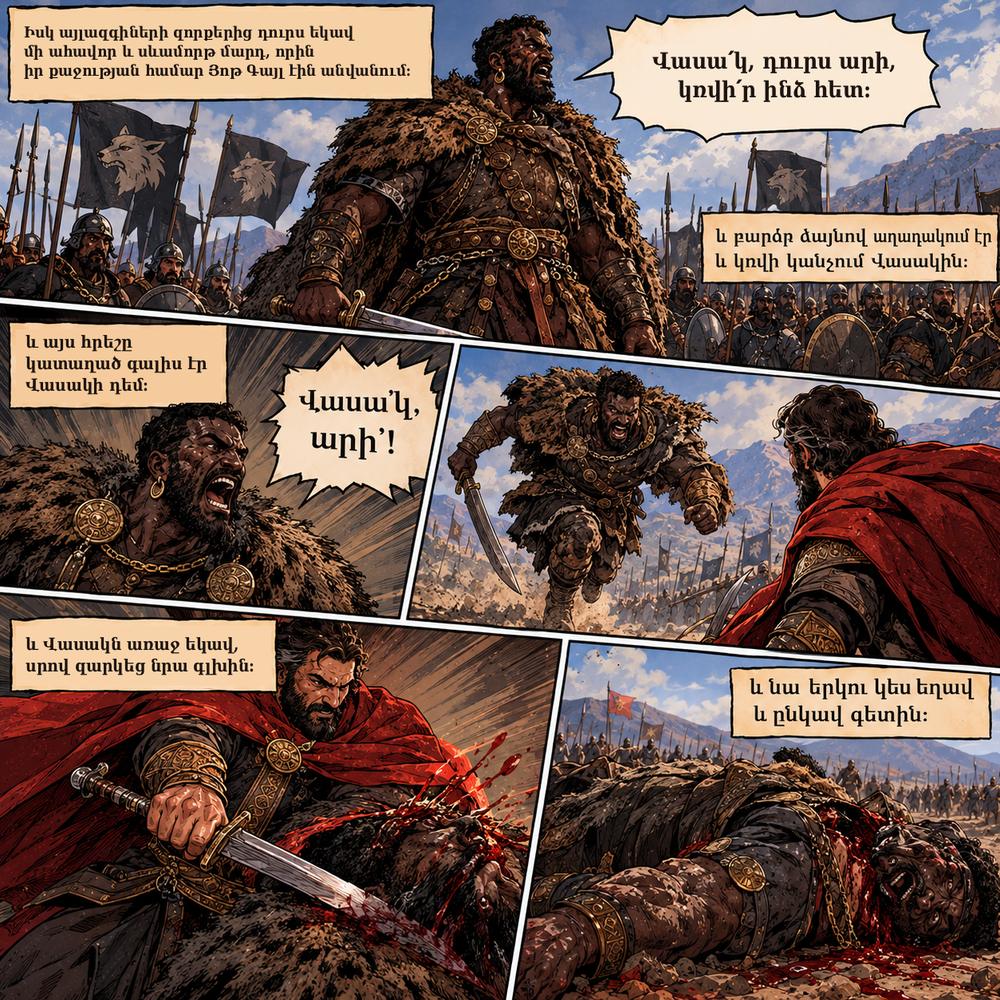 Իսկ այլազգիների զորքերից դուրս եկավ
մի ահավոր և սևամորթ մարդ, որին
իր քաջության համար Յոթ Գայլ էին անվանում:
Վասա՛կ, դուրս արի,
կռվի՛ր ինձ հետ:
և բարձր ձայնով աղաղակում էր
և կռվի կանչում Վասակին:
և այս հրեշը
կատաղած գալիս էր
Վասակի դեմ:
Վասա՛կ,
արի՛!
և Վասակն առաջ եկավ,
սրով զարկեց նրա գլխին:
և նա երկու կես եղավ
և ընկավ գետին: